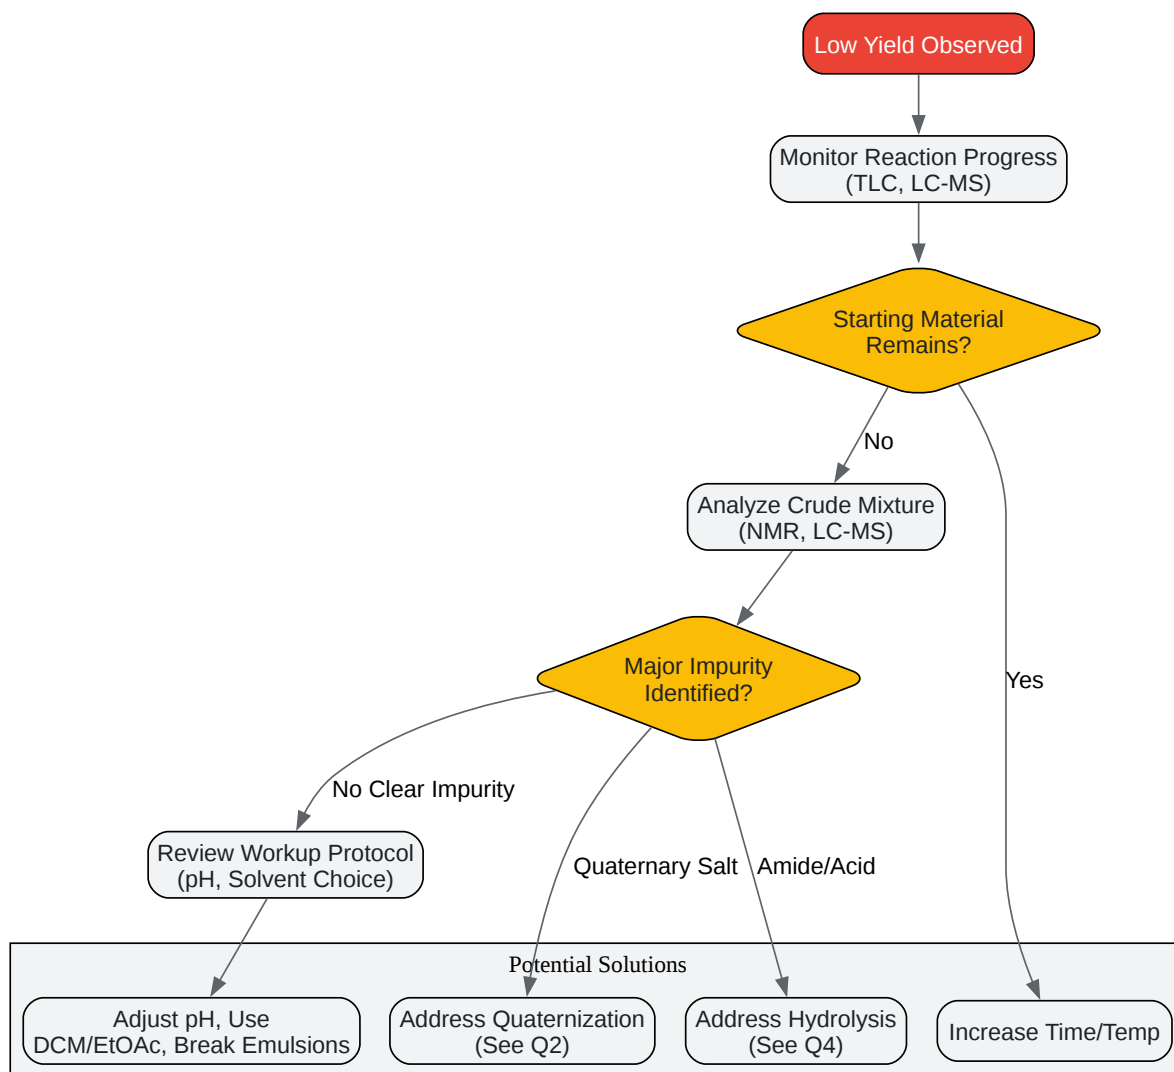 Low Yield Observed
Monitor Reaction Progress
(TLC, LC-MS)
Starting Material
Remains?
No
Analyze Crude Mixture
(NMR, LC-MS)
Major Impurity
Identified?
Yes
No Clear Impurity
Review Workup Protocol
(pH, Solvent Choice)
Quaternary Salt
Amide/Acid
Potential Solutions
Adjust pH, Use
DCM/EtOAc, Break Emulsions
Address Quaternization
(See Q2)
Address Hydrolysis
(See Q4)
Increase Time/Temp